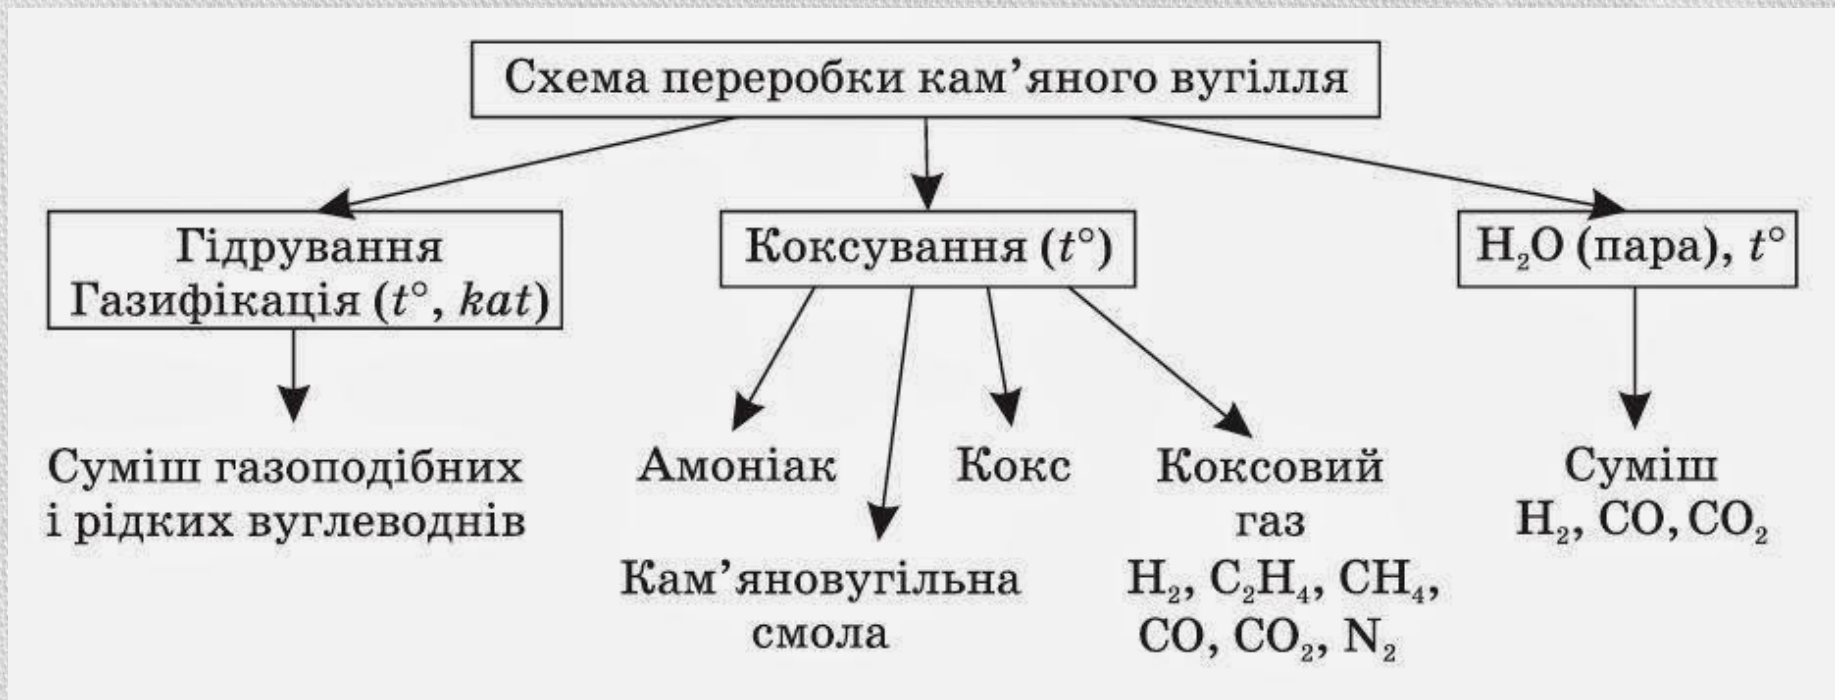 Схема переробки кам’яного вугілля
Гідрування
Газифікація (t°, kat)
Коксування (t°)
H₂O (пара), t°
Суміш газоподібних
і рідких вуглеводнів
Амоніак
Кам’яновугільна
смола
Кокс
Коксовий
газ
H₂, C₂H₄, CH₄,
CO, CO₂, N₂
Суміш
H₂, CO, CO₂